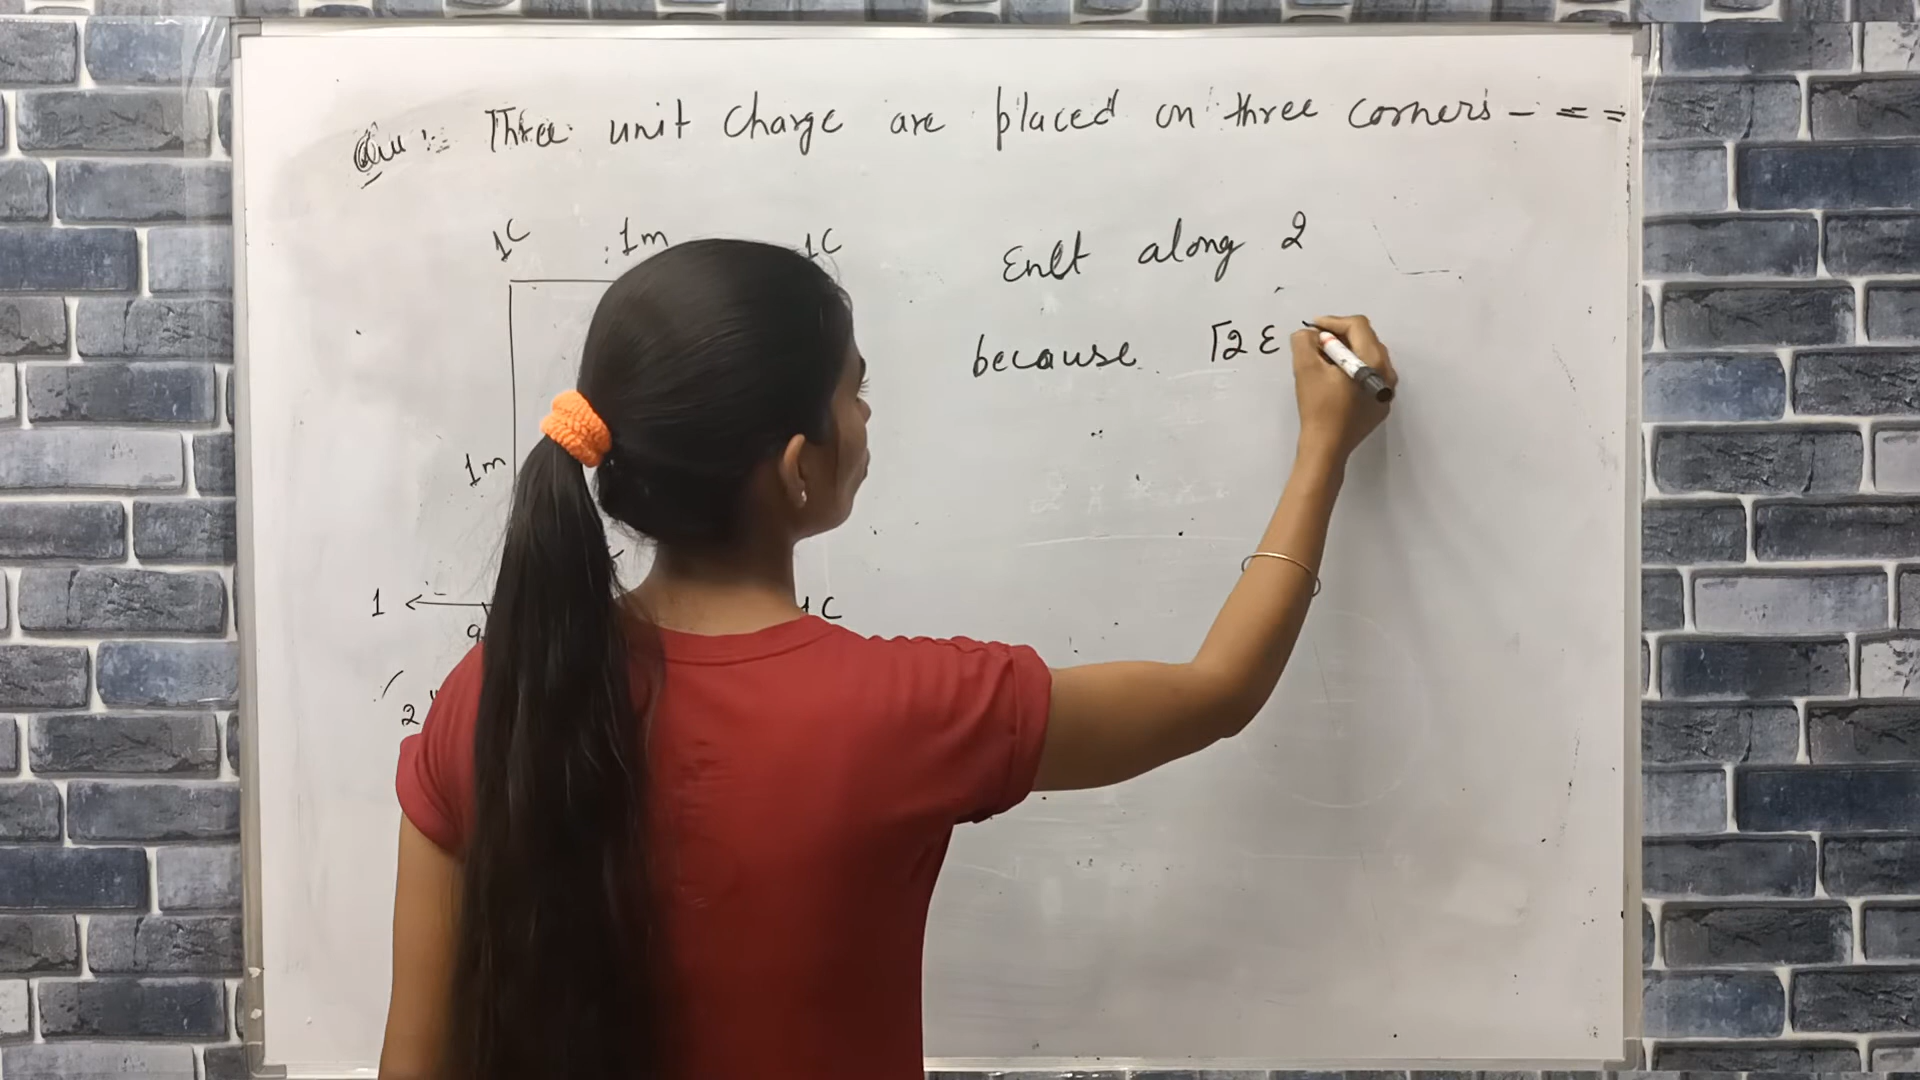 Qu :- Three unit charge are placed on three corners - = =
1C 1m 1C
Enet along 2
because √2 E
1m
1 1C
q
2